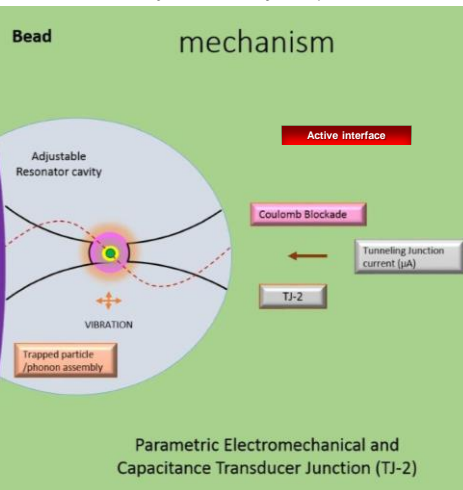 Bead
mechanism
Active interface
Adjustable
Resonator cavity
Coulomb Blockade
Tunneling Junction
current (µA)
TJ-2
VIBRATION
Trapped particle
/phonon assembly
Parametric Electromechanical and
Capacitance Transducer Junction (TJ-2)